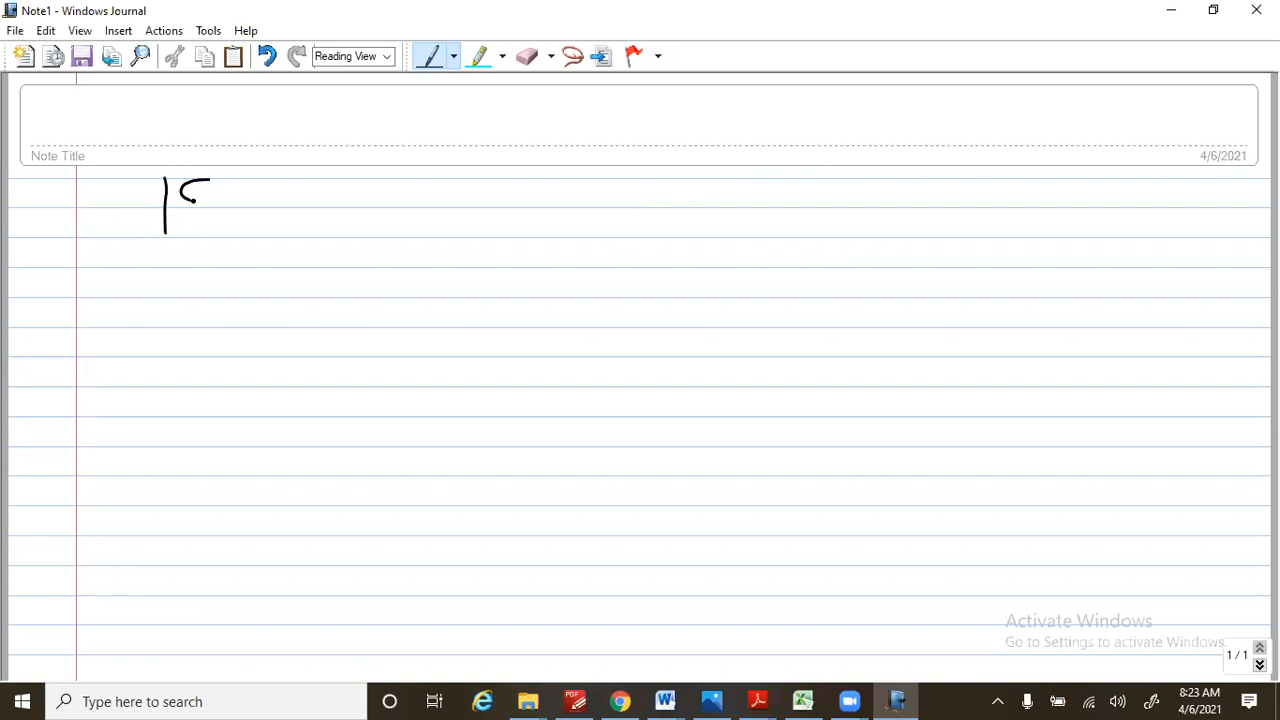 Note1 - Windows Journal
File Edit View Insert Actions Tools Help
Reading View
Note Title
4/6/2021
Activate Windows
Go to Settings to activate Windows.
1 / 1
Type here to search
PDF
8:23 AM
4/6/2021